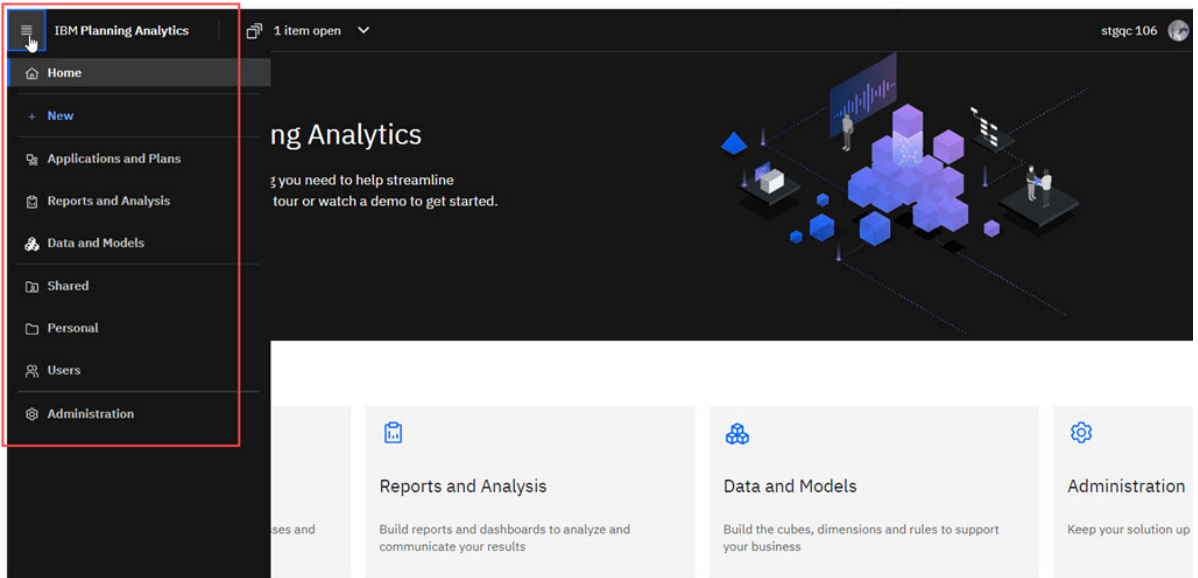 IBM Planning Analytics
1 item open
stgqc 106
Home
New
Applications and Plans
Reports and Analysis
Data and Models
Shared
Personal
Users
Administration
ng Analytics
g you need to help streamline
tour or watch a demo to get started.
sses and
Reports and Analysis
Build reports and dashboards to analyze and
communicate your results
Data and Models
Build the cubes, dimensions and rules to support
your business
Administration
Keep your solution up